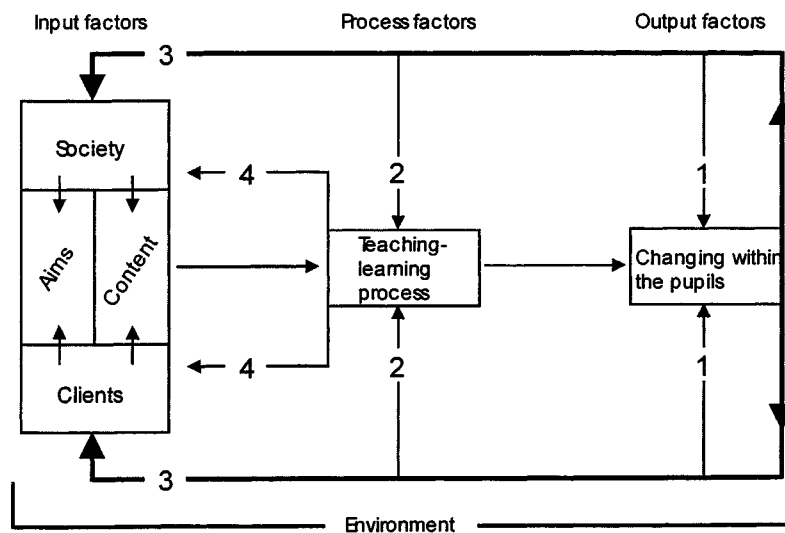 Input factors
Process factors
Output factors
3
Society
4
2
1
Aims
Content
Teaching-
learning
process
Changing within
the pupils
4
2
1
Clients
3
Environment